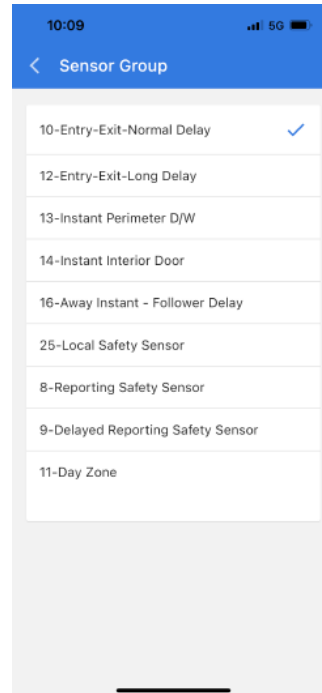 10:09 5G
Sensor Group
10-Entry-Exit-Normal Delay
12-Entry-Exit-Long Delay
13-Instant Perimeter D/W
14-Instant Interior Door
16-Away Instant - Follower Delay
25-Local Safety Sensor
8-Reporting Safety Sensor
9-Delayed Reporting Safety Sensor
11-Day Zone